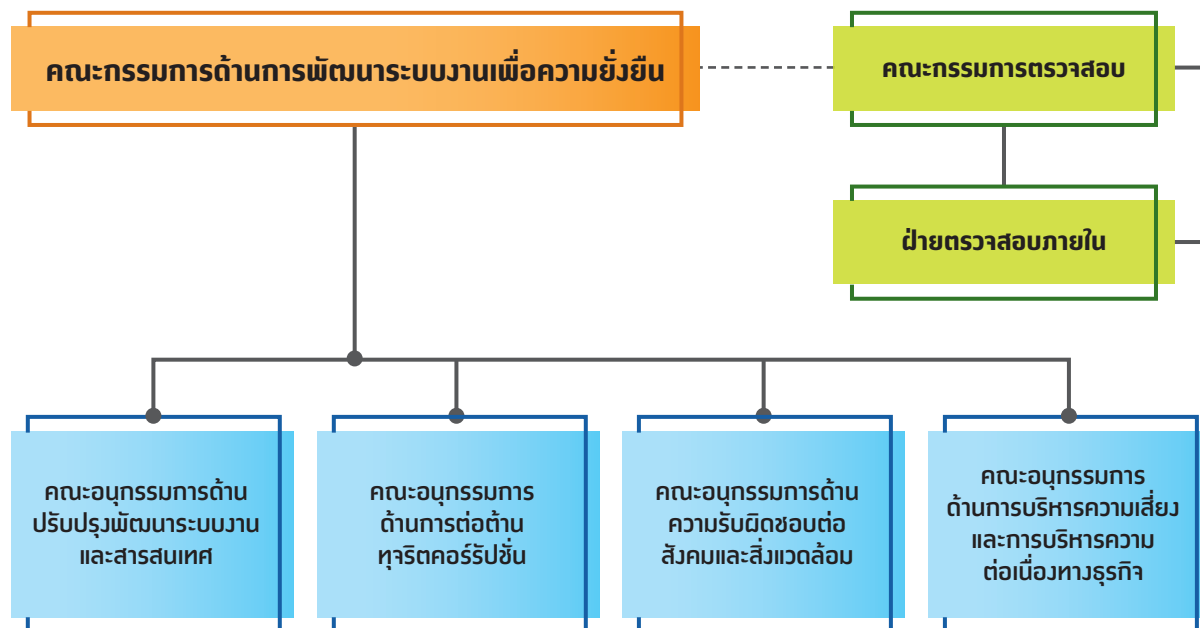 คณะกรรมการด้านการพัฒนาระบบงานเพื่อความยั่งยืน
คณะกรรมการตรวจสอบ
ฝ่ายตรวจสอบภายใน
คณะอนุกรรมการด้าน
ปรับปรุงพัฒนาระบบงาน
และสารสนเทศ
คณะอนุกรรมการ
ด้านการต่อต้าน
ทุจริตคอร์รัปชั่น
คณะอนุกรรมการด้าน
ความรับผิดชอบต่อ
สังคมและสิ่งแวดล้อม
คณะอนุกรรมการ
ด้านการบริหารความเสี่ยง
และการบริหารความ
ต่อเนื่องทางธุรกิจ